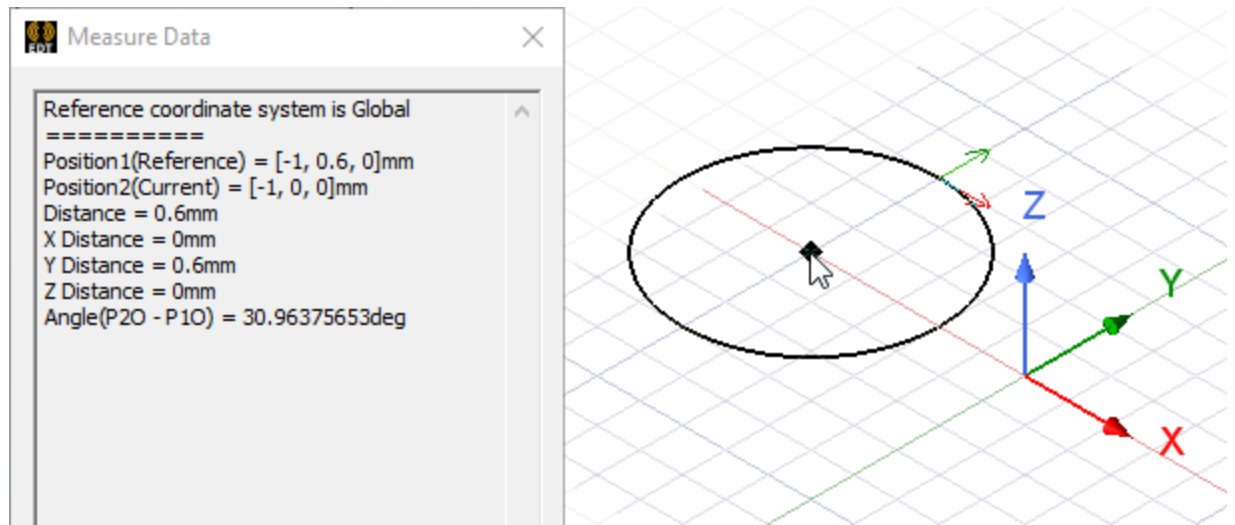 EDT
Measure Data
Reference coordinate system is Global
==========
Position1(Reference) = [-1, 0.6, 0]mm
Position2(Current) = [-1, 0, 0]mm
Distance = 0.6mm
X Distance = 0mm
Y Distance = 0.6mm
Z Distance = 0mm
Angle(P2O - P1O) = 30.96375653deg
Z
Y
X